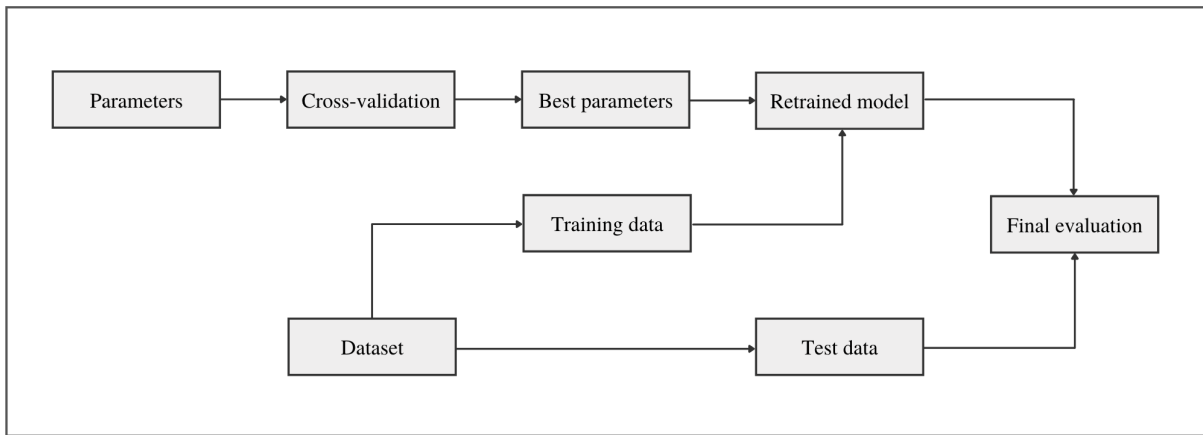 Parameters
Cross-validation
Best parameters
Retrained model
Training data
Final evaluation
Dataset
Test data